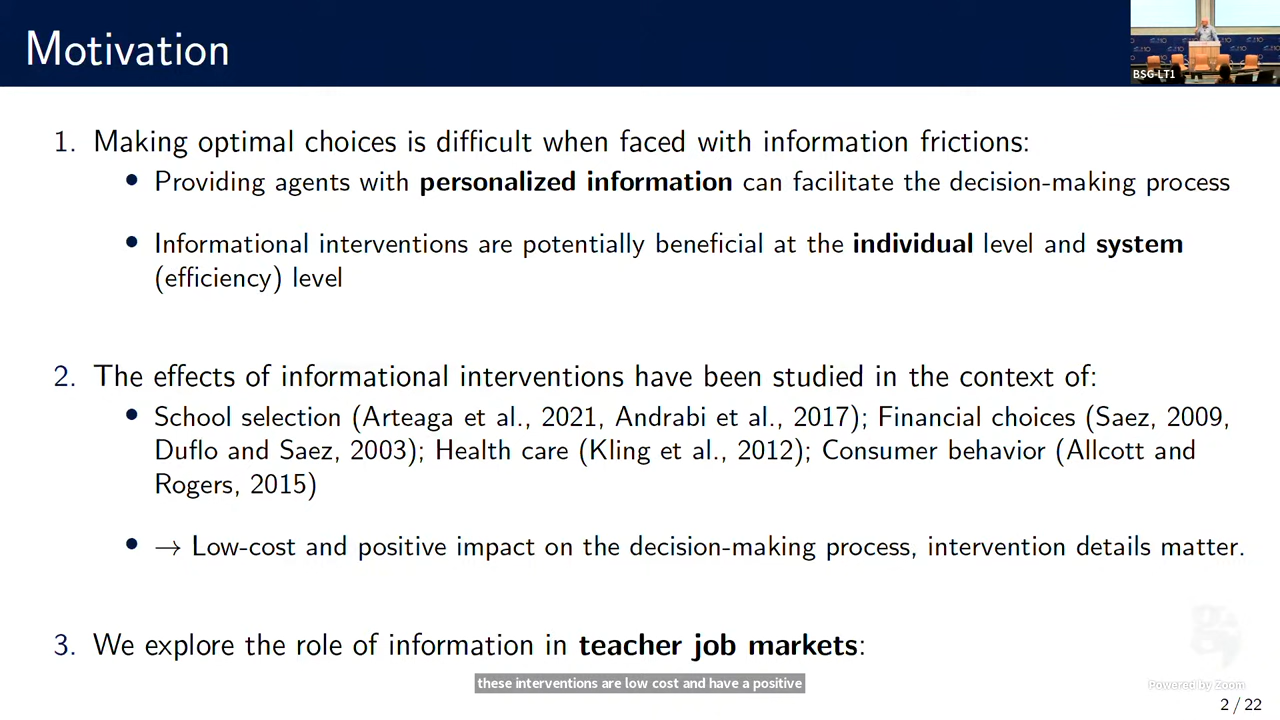 Motivation
BSG-LT1
1. Making optimal choices is difficult when faced with information frictions:
• Providing agents with personalized information can facilitate the decision-making process
• Informational interventions are potentially beneficial at the individual level and system
(efficiency) level
2. The effects of informational interventions have been studied in the context of:
• School selection (Arteaga et al., 2021, Andrabi et al., 2017); Financial choices (Saez, 2009,
Duflo and Saez, 2003); Health care (Kling et al., 2012); Consumer behavior (Allcott and
Rogers, 2015)
• → Low-cost and positive impact on the decision-making process, intervention details matter.
3. We explore the role of information in teacher job markets:
these interventions are low cost and have a positive
Powered by Zoom
2 / 22